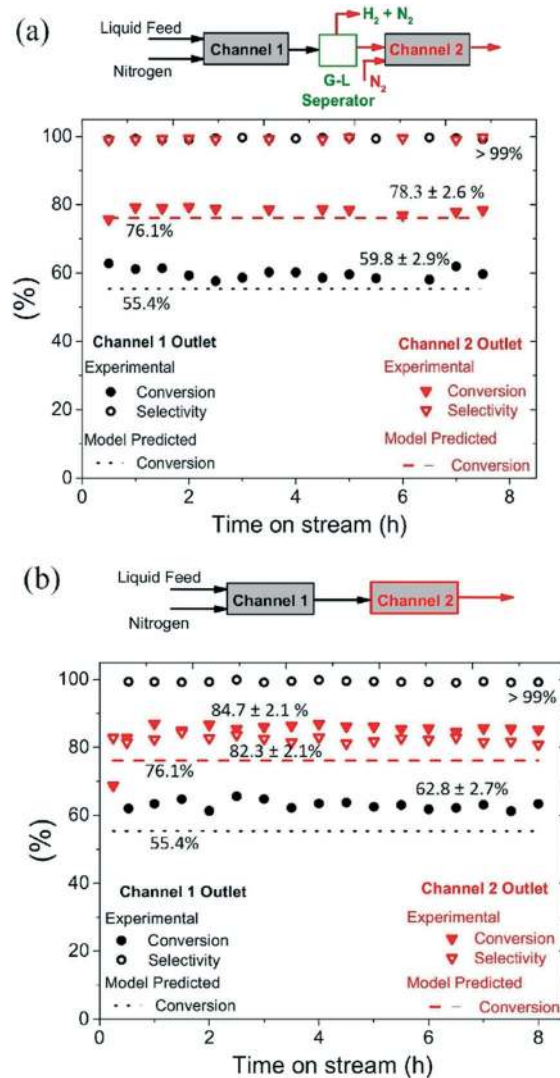 (a)
H₂ + N₂
Liquid Feed
Nitrogen
Channel 1
Channel 2
N₂
G-L
Seperator
100
80
60
40
20
0
(%)
> 99%
78.3 ± 2.6 %
76.1%
59.8 ± 2.9%
55.4%
Channel 1 Outlet
Experimental
Conversion
Selectivity
Model Predicted
Conversion
Channel 2 Outlet
Experimental
Conversion
Selectivity
Model Predicted
Conversion
0 2 4 6 8
Time on stream (h)
(b)
Liquid Feed
Nitrogen
Channel 1
Channel 2
100
80
60
40
20
0
(%)
> 99%
84.7 ± 2.1 %
82.3 ± 2.1%
76.1%
62.8 ± 2.7%
55.4%
Channel 1 Outlet
Experimental
Conversion
Selectivity
Model Predicted
Conversion
Channel 2 Outlet
Experimental
Conversion
Selectivity
Model Predicted
Conversion
0 2 4 6 8
Time on stream (h)